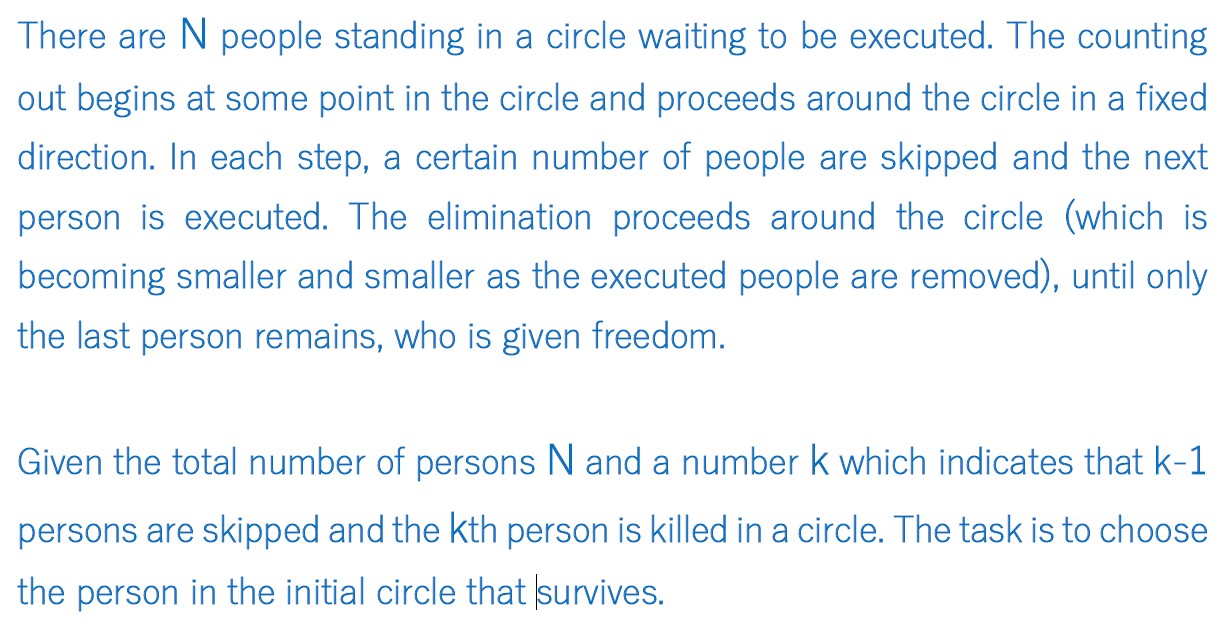 There are N people standing in a circle waiting to be executed. The counting
out begins at some point in the circle and proceeds around the circle in a fixed
direction. In each step, a certain number of people are skipped and the next
person is executed. The elimination proceeds around the circle (which is
becoming smaller and smaller as the executed people are removed), until only
the last person remains, who is given freedom.
Given the total number of persons N and a number k which indicates that k-1
persons are skipped and the kth person is killed in a circle. The task is to choose
the person in the initial circle that survives.